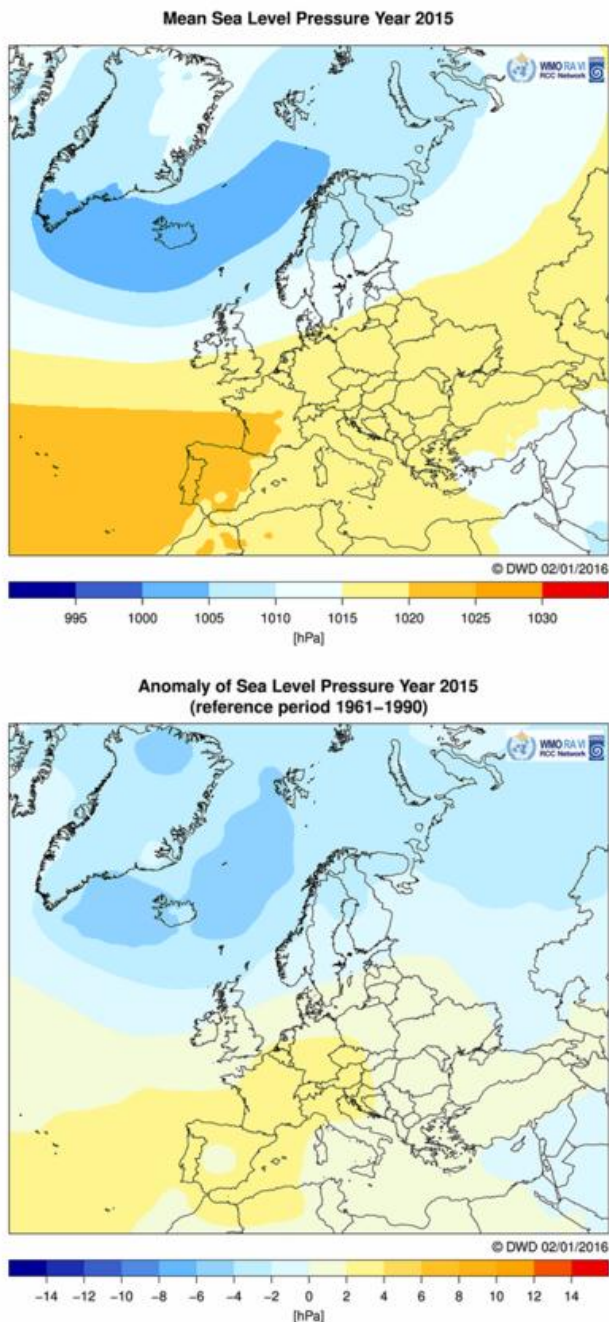 Mean Sea Level Pressure Year 2015
WMO RA VI
RCC Network
© DWD 02/01/2016
995 1000 1005 1010 1015 1020 1025 1030
[hPa]
Anomaly of Sea Level Pressure Year 2015
(reference period 1961–1990)
WMO RA VI
RCC Network
© DWD 02/01/2016
−14 −12 −10 −8 −6 −4 −2 0 2 4 6 8 10 12 14
[hPa]